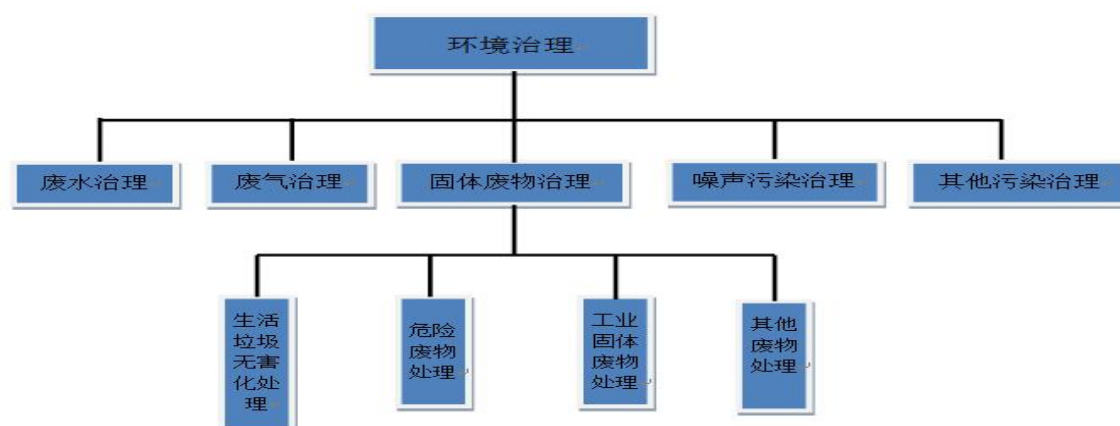 环境治理
废水治理
废气治理
固体废物治理
噪声污染治理
其他污染治理
生活
垃圾
无害
化处
理
危险
废物
处理
工业
固体
废物
处理
其他
废物
处理